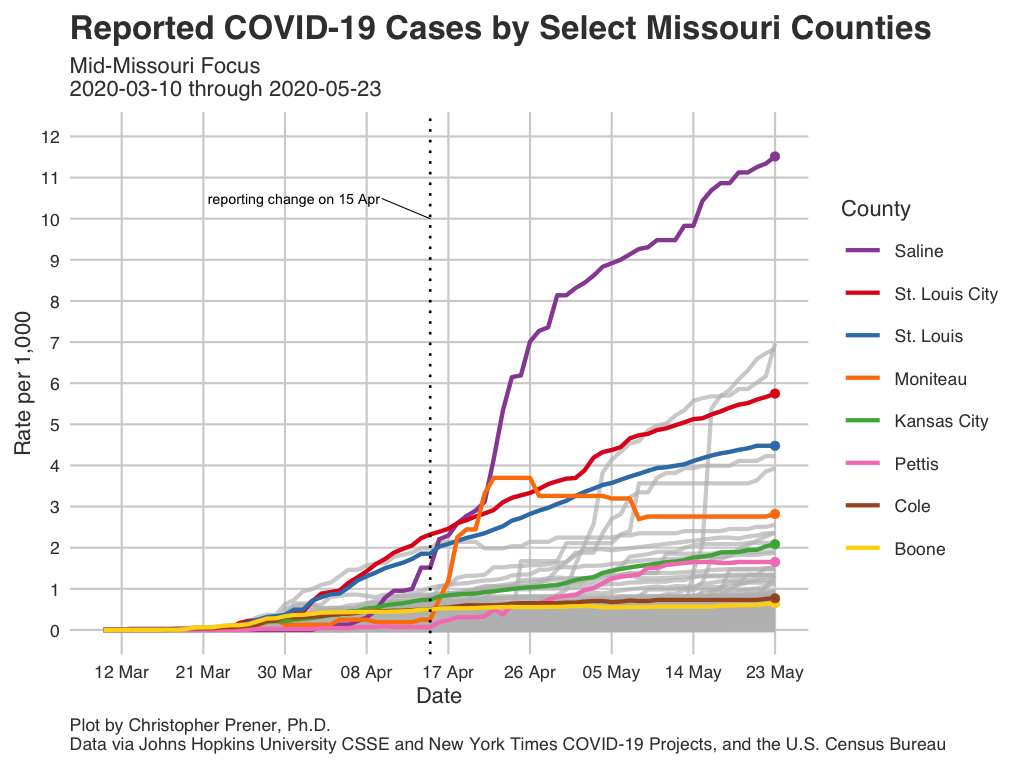 Reported COVID-19 Cases by Select Missouri Counties
Mid-Missouri Focus
2020-03-10 through 2020-05-23
Rate per 1,000
12
11
10
9
8
7
6
5
4
3
2
1
0
reporting change on 15 Apr
12 Mar
21 Mar
30 Mar
08 Apr
17 Apr
26 Apr
05 May
14 May
23 May
Date
County
Saline
St. Louis City
St. Louis
Moniteau
Kansas City
Pettis
Cole
Boone
Plot by Christopher Prener, Ph.D.
Data via Johns Hopkins University CSSE and New York Times COVID-19 Projects, and the U.S. Census Bureau